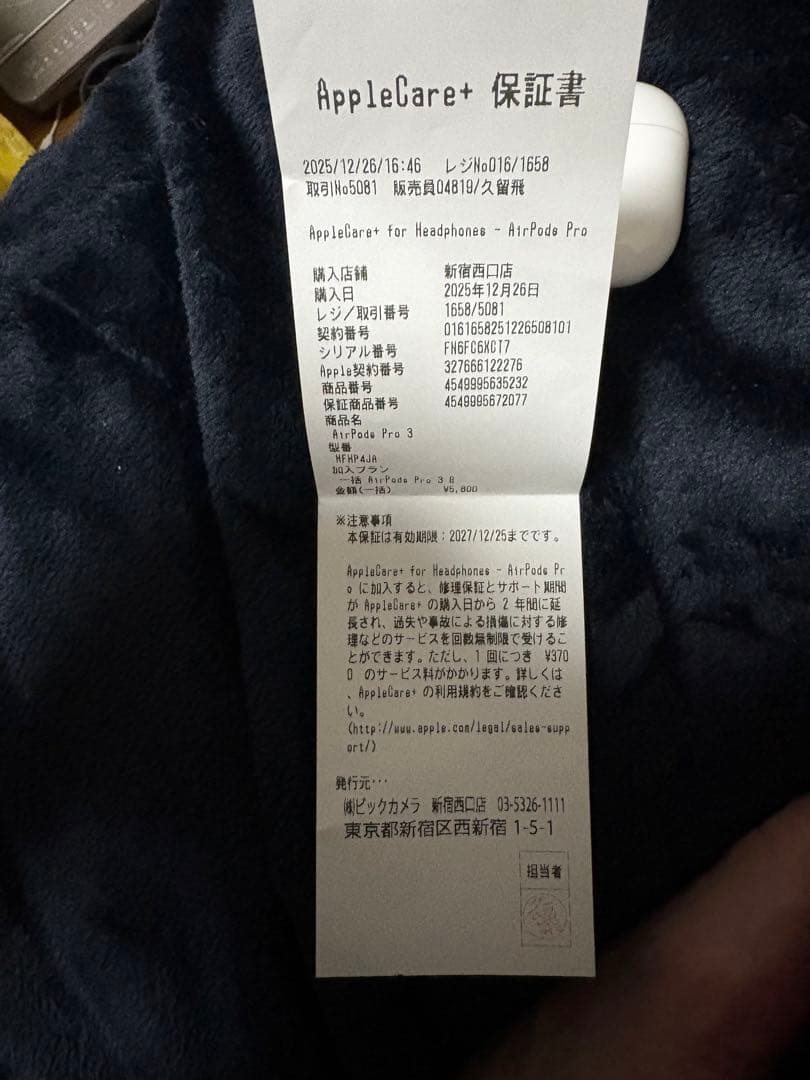 AppleCare+ 保証書
2025/12/26/16:46 レジNo016/1658
取引No5081 販売員04819/久留飛
AppleCare+ for Headphones - AirPods Pro
購入店舗 新宿西口店
購入日 2025年12月26日
レジ/取引番号 1658/5081
契約番号 0161658251226508101
シリアル番号 FN6FC6XCT7
Apple契約番号 327666122276
商品番号 4549995635232
保証商品番号 4549995672077
商品名
AirPods Pro 3
型番
MFHP4JA
加入プラン
一括 AirPods Pro 3 B
金額(一括) ¥5,800
※注意事項
本保証は有効期限:2027/12/25までです。
AppleCare+ for Headphones - AirPods Pr
o に加入すると、修理保証とサポート期間
が AppleCare+ の購入日から 2 年間に延
長され、過失や事故による損傷に対する修
理などのサービスを回数無制限で受けるこ
とができます。ただし、1 回につき ¥370
0 のサービス料がかかります。詳しくは
、AppleCare+ の利用規約をご確認くださ
い。
(http://www.apple.com/legal/sales-supp
ort/)
発行元・・・
㈱ビックカメラ 新宿西口店 03-5326-1111
東京都新宿区西新宿 1-5-1
担当者